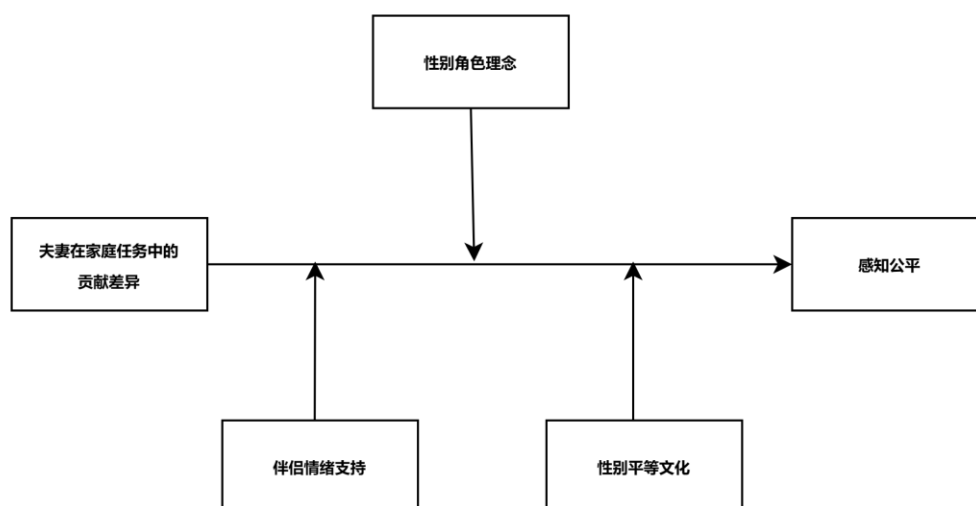 性别角色理念
夫妻在家庭任务中的
贡献差异
感知公平
伴侣情绪支持
性别平等文化